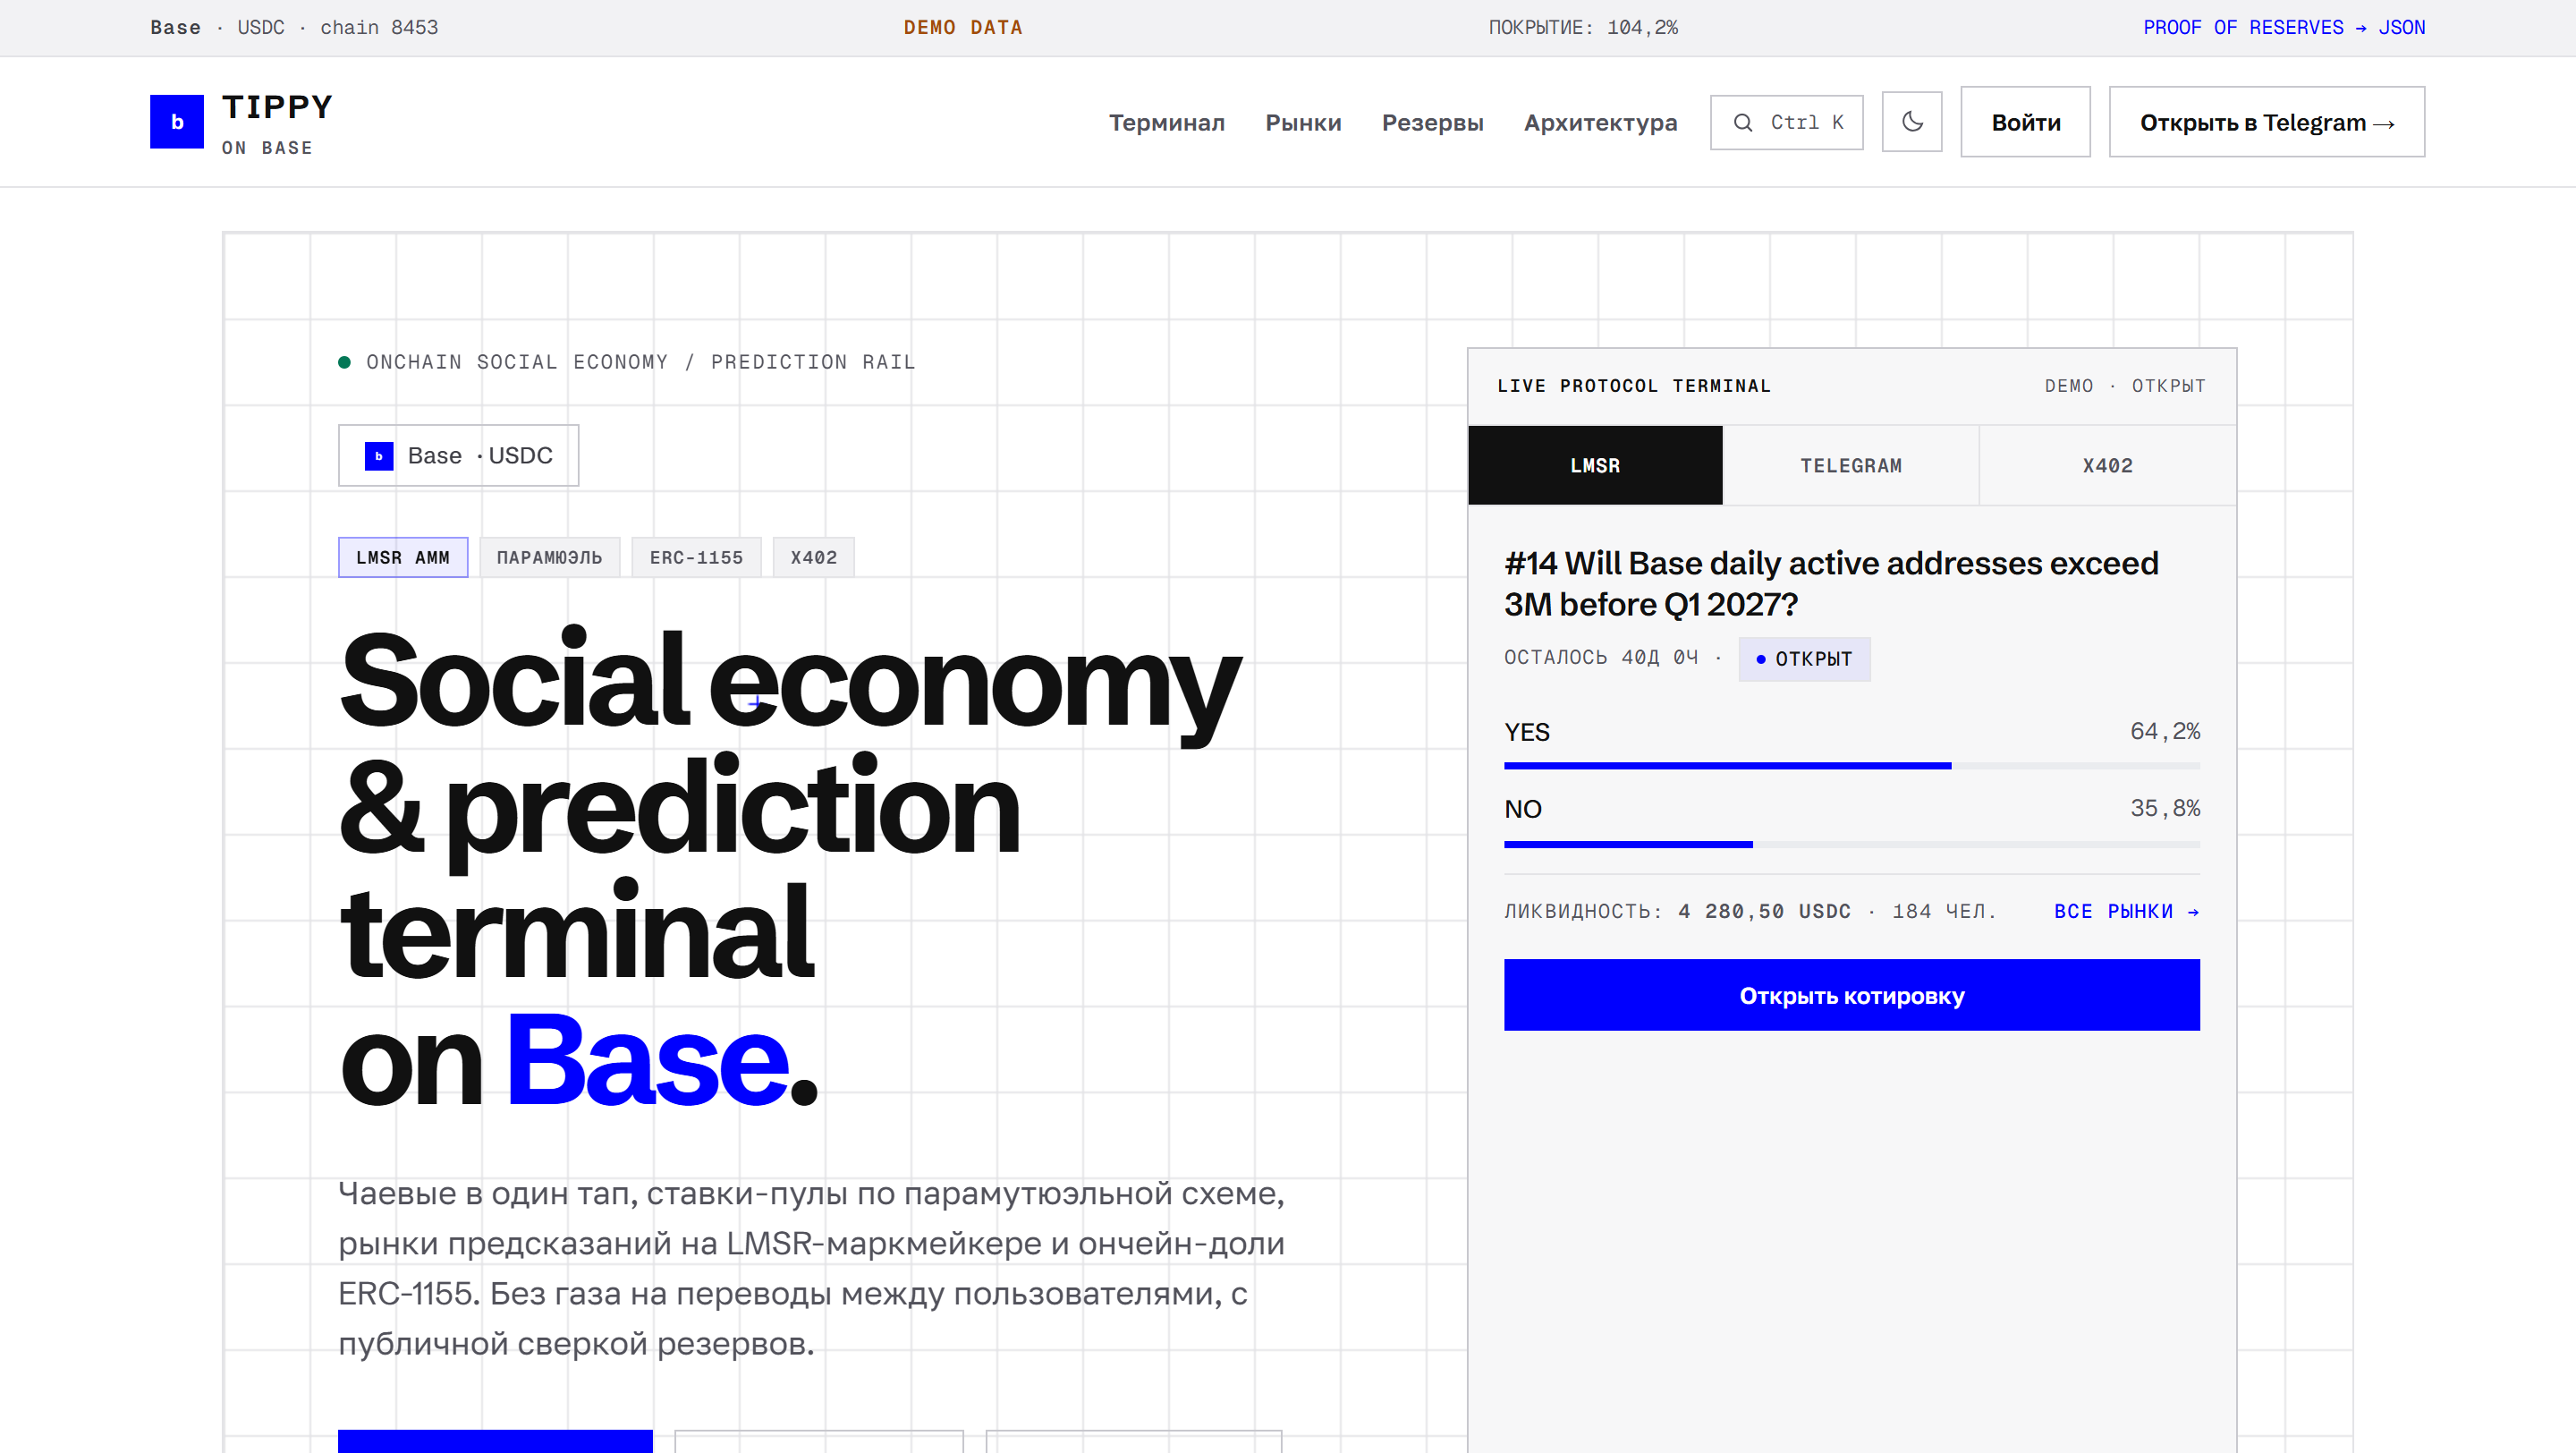 Base · USDC · chain 8453
DEMO DATA
ПОКРЫТИЕ: 104,2%
PROOF OF RESERVES → JSON
b
TIPPY
ON BASE
Терминал
Рынки
Резервы
Архитектура
Ctrl K
Войти
Открыть в Telegram →
ONCHAIN SOCIAL ECONOMY / PREDICTION RAIL
b Base · USDC
LMSR AMM
ПАРАМЮЭЛЬ
ERC-1155
X402
Social economy
& prediction
terminal
on Base.
Чаевые в один тап, ставки-пулы по парамутюэльной схеме,
рынки предсказаний на LMSR-маркмейкере и ончейн-доли
ERC-1155. Без газа на переводы между пользователями, с
публичной сверкой резервов.
LIVE PROTOCOL TERMINAL
DEMO · ОТКРЫТ
LMSR
TELEGRAM
X402
#14 Will Base daily active addresses exceed
3M before Q1 2027?
ОСТАЛОСЬ 40Д 0Ч · ОТКРЫТ
YES 64,2%
NO 35,8%
ЛИКВИДНОСТЬ: 4 280,50 USDC · 184 ЧЕЛ.
ВСЕ РЫНКИ →
Открыть котировку